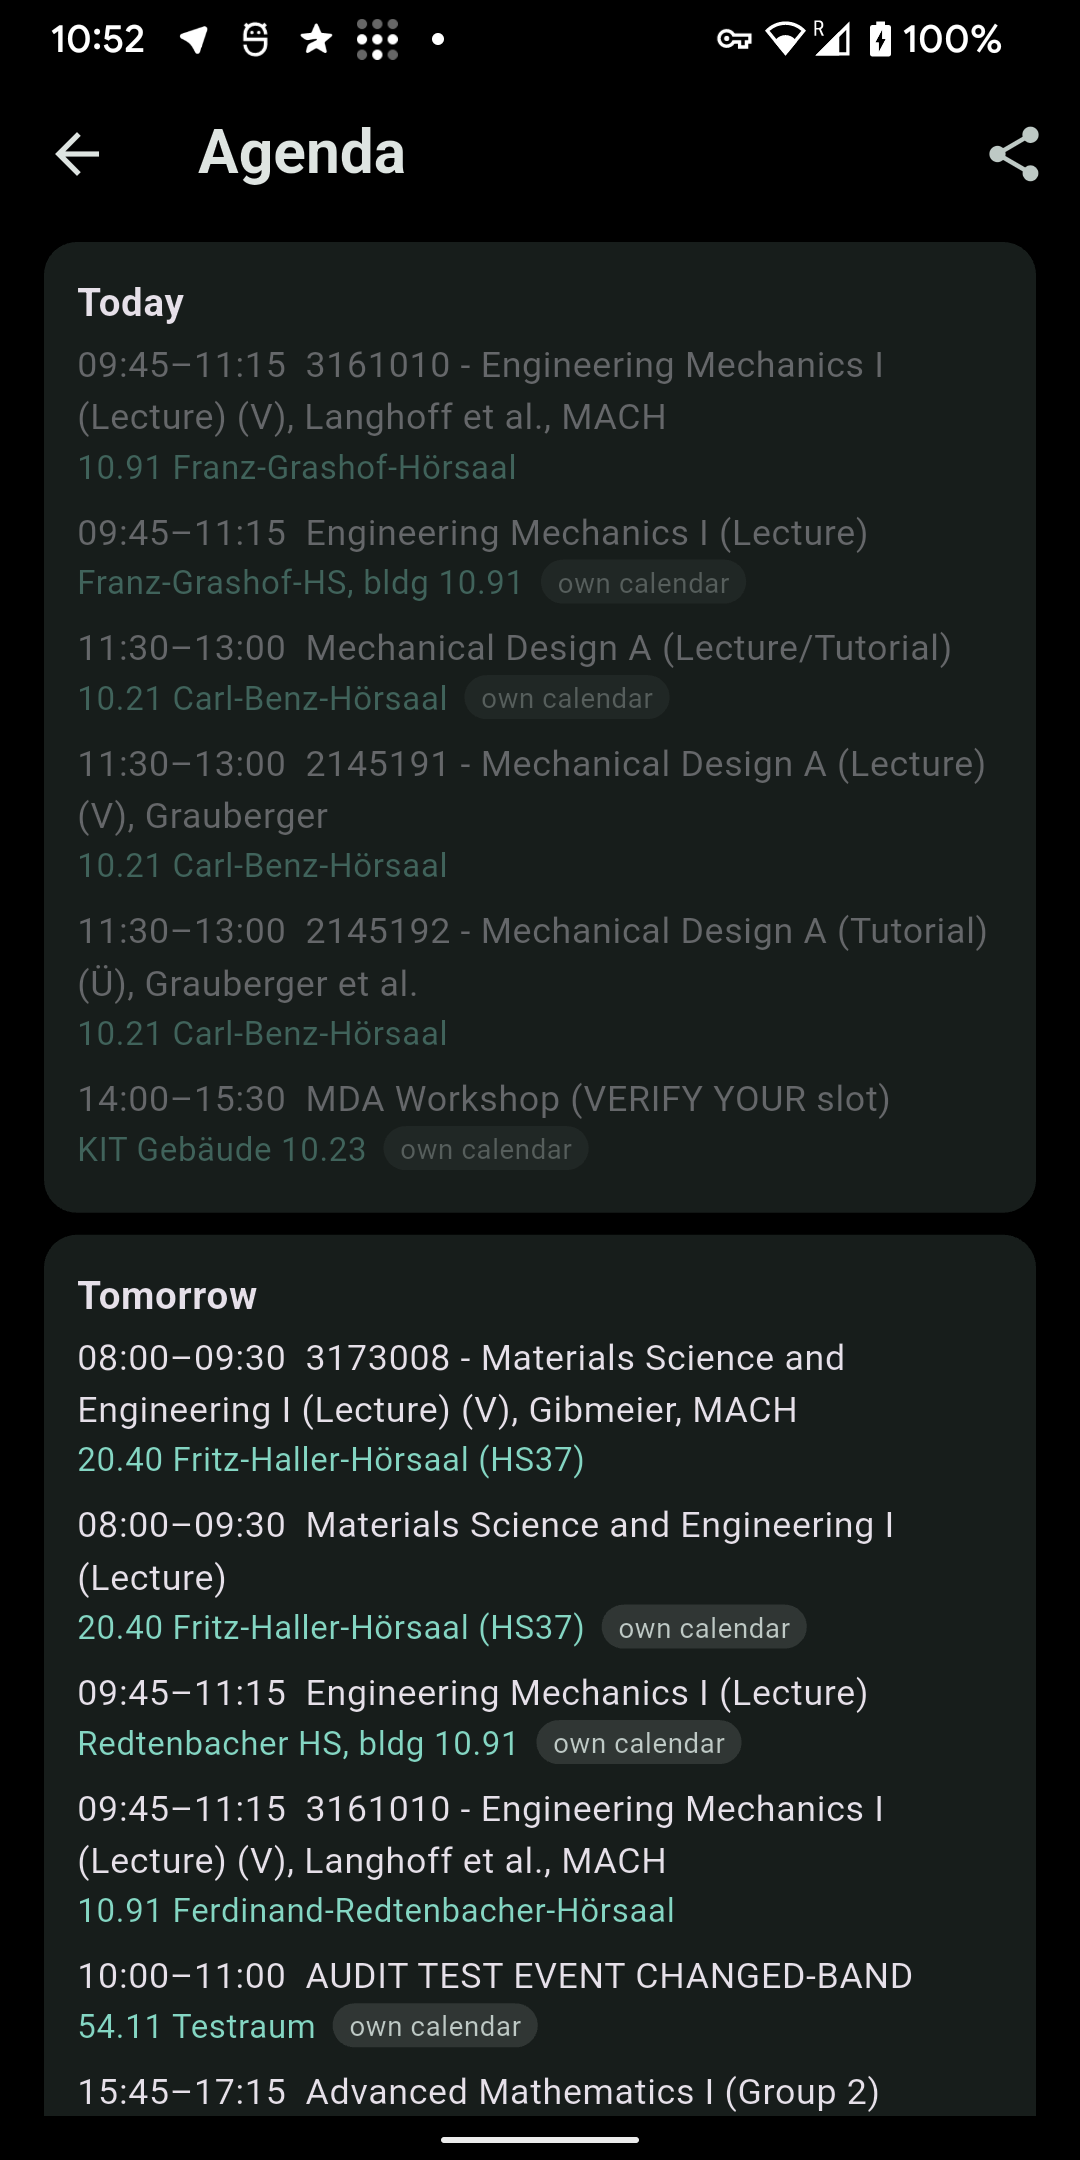 10:52
R
100%
Agenda
Today
09:45–11:15 3161010 - Engineering Mechanics I
(Lecture) (V), Langhoff et al., MACH
10.91 Franz-Grashof-Hörsaal
09:45–11:15 Engineering Mechanics I (Lecture)
Franz-Grashof-HS, bldg 10.91 own calendar
11:30–13:00 Mechanical Design A (Lecture/Tutorial)
10.21 Carl-Benz-Hörsaal own calendar
11:30–13:00 2145191 - Mechanical Design A (Lecture)
(V), Grauberger
10.21 Carl-Benz-Hörsaal
11:30–13:00 2145192 - Mechanical Design A (Tutorial)
(Ü), Grauberger et al.
10.21 Carl-Benz-Hörsaal
14:00–15:30 MDA Workshop (VERIFY YOUR slot)
KIT Gebäude 10.23 own calendar
Tomorrow
08:00–09:30 3173008 - Materials Science and
Engineering I (Lecture) (V), Gibmeier, MACH
20.40 Fritz-Haller-Hörsaal (HS37)
08:00–09:30 Materials Science and Engineering I
(Lecture)
20.40 Fritz-Haller-Hörsaal (HS37) own calendar
09:45–11:15 Engineering Mechanics I (Lecture)
Redtenbacher HS, bldg 10.91 own calendar
09:45–11:15 3161010 - Engineering Mechanics I
(Lecture) (V), Langhoff et al., MACH
10.91 Ferdinand-Redtenbacher-Hörsaal
10:00–11:00 AUDIT TEST EVENT CHANGED-BAND
54.11 Testraum own calendar
15:45–17:15 Advanced Mathematics I (Group 2)